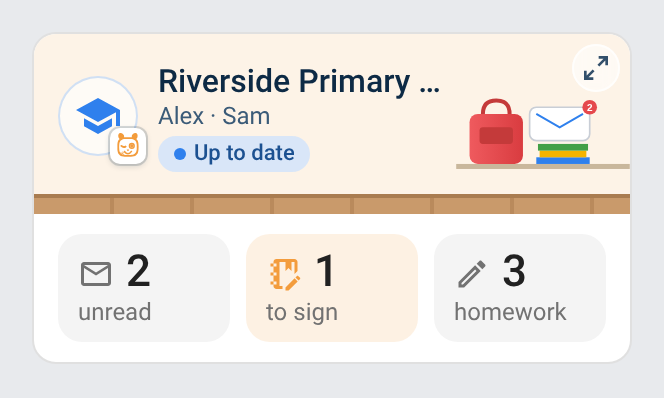 Riverside Primary ...
Alex · Sam
Up to date
2
2
unread
1
to sign
3
homework